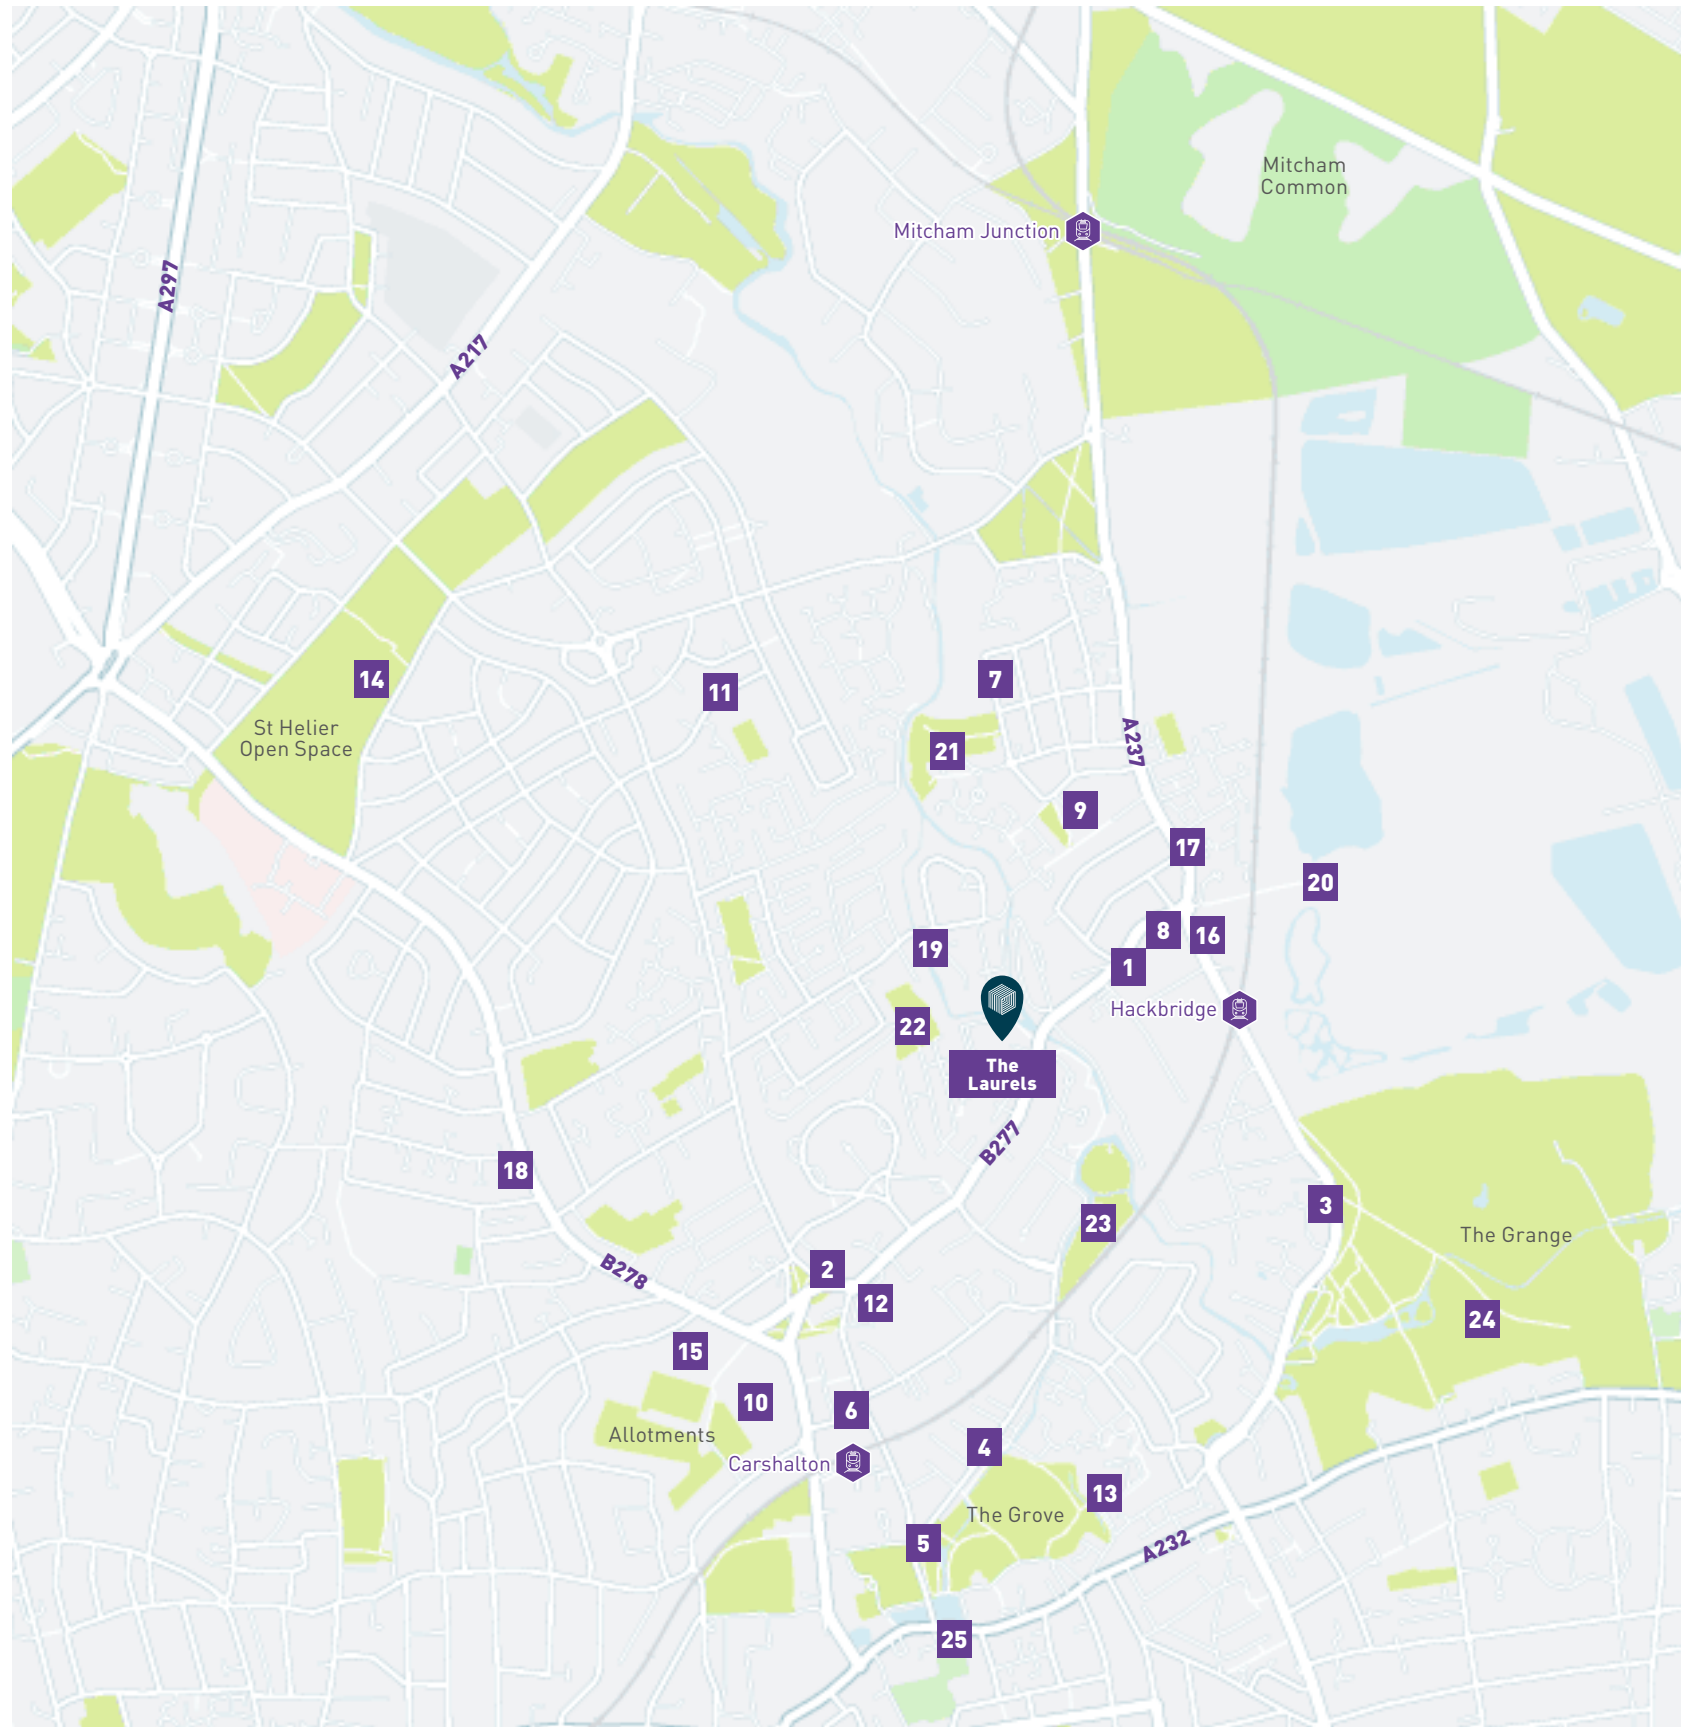 Mitcham
Common
Mitcham Junction
A297
A217
14
11
7
St Helier
Open Space
A237
21
9
17
20
8
16
19
1
Hackbridge
22
The
Laurels
B277
18
3
23
The Grange
B278
2
12
24
15
10
6
Allotments
4
Carshalton
13
The Grove
5
A232
25